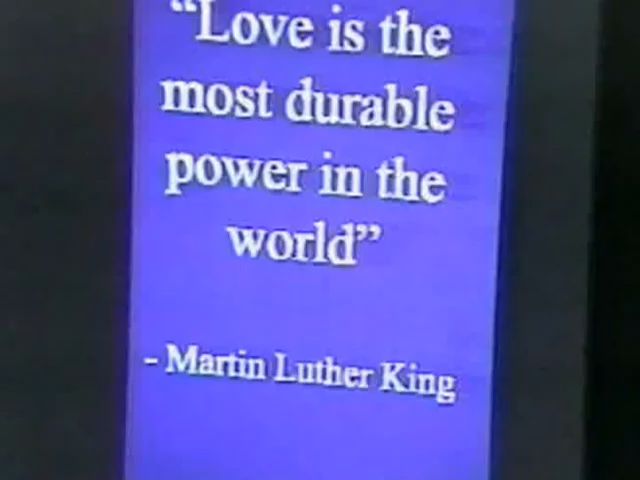 “Love is the
most durable
power in the
world”
- Martin Luther King